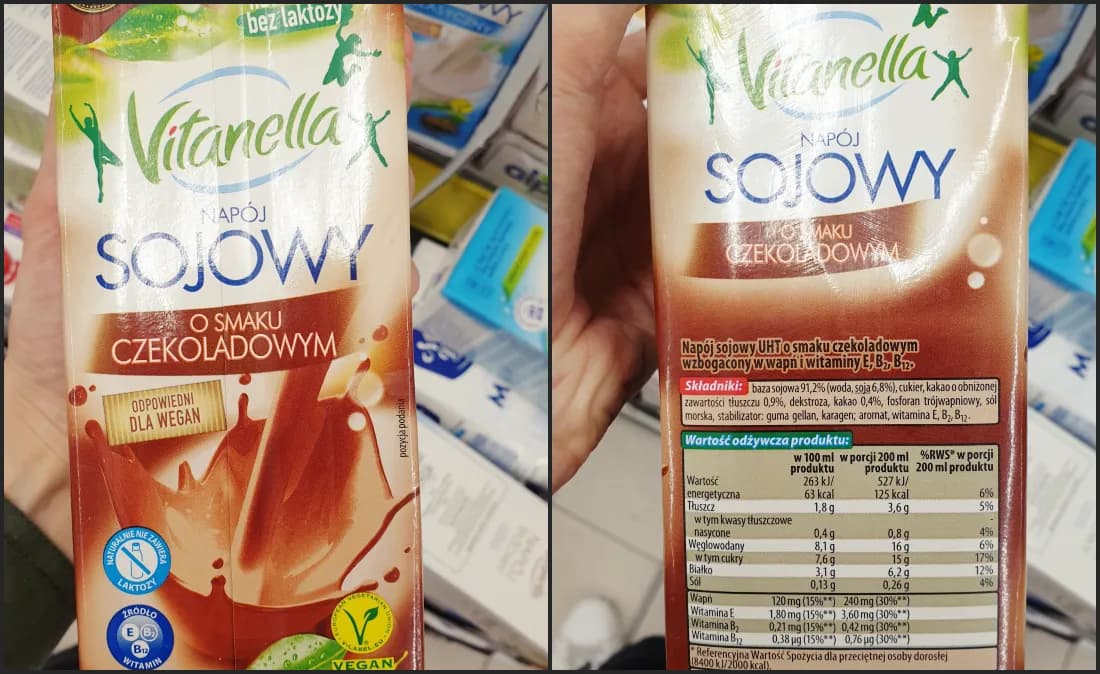 bez laktozy
Vitanella
NAPÓJ
SOJOWY
O SMAKU
CZEKOLADOWYM
ODPOWIEDNI
DLA WEGAN
pozycja podania
NATURALNIE NIE ZAWIERA
LAKTOZY
ŹRÓDŁO
E B₂
B₁₂
WITAMIN
EUROPEAN VEGETARIAN UNION
V-LABEL.EU
VEGAN
Vitanella
NAPÓJ
SOJOWY
O SMAKU
CZEKOLADOWYM
Napój sojowy UHT o smaku czekoladowym
wzbogacony w wapń i witaminy E, B₂, B₁₂.
Składniki: baza sojowa 91,2% (woda, soja 6,8%), cukier, kakao o obniżonej
zawartości tłuszczu 0,9%, dekstroza, kakao 0,4%, fosforan trójwapniowy, sól
morska, stabilizator: guma gellan, karagen; aromat, witamina E, B₂, B₁₂.
Wartość odżywcza produktu:
w 100 ml w porcji 200 ml %RWS* w porcji
produktu produktu 200 ml produktu
Wartość 263 kJ/ 527 kJ/
energetyczna 63 kcal 125 kcal 6%
Tłuszcz 1,8 g 3,6 g 5%
w tym kwasy tłuszczowe -
nasycone 0,4 g 0,8 g 4%
Węglowodany 8,1 g 16 g 6%
w tym cukry 7,6 g 15 g 17%
Białko 3,1 g 6,2 g 12%
Sól 0,13 g 0,26 g 4%
Wapń 120 mg (15%**) 240 mg (30%**)
Witamina E 1,80 mg (15%**) 3,60 mg (30%**)
Witamina B₂ 0,21 mg (15%**) 0,42 mg (30%**)
Witamina B₁₂ 0,38 µg (15%**) 0,76 µg (30%**)
* Referencyjna Wartość Spożycia dla przeciętnej osoby dorosłej
(8400 kJ/2000 kcal).